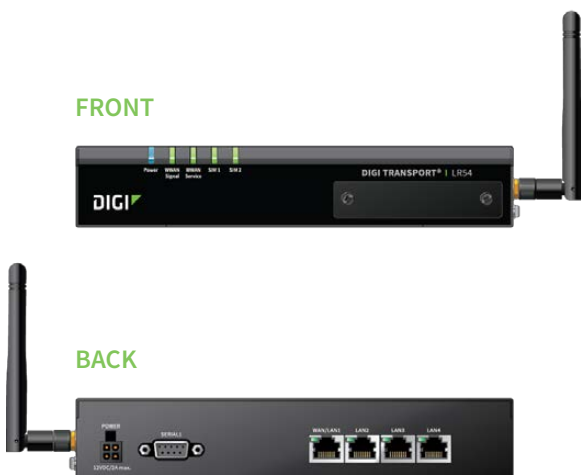 FRONT
Power WWAN Signal WWAN Service SIM 1 SIM 2
DIGI TRANSPORT® | LR54
DIGI
BACK
POWER
SERIAL1
WAN/LAN1 LAN2 LAN3 LAN4
12VDC/2A max.